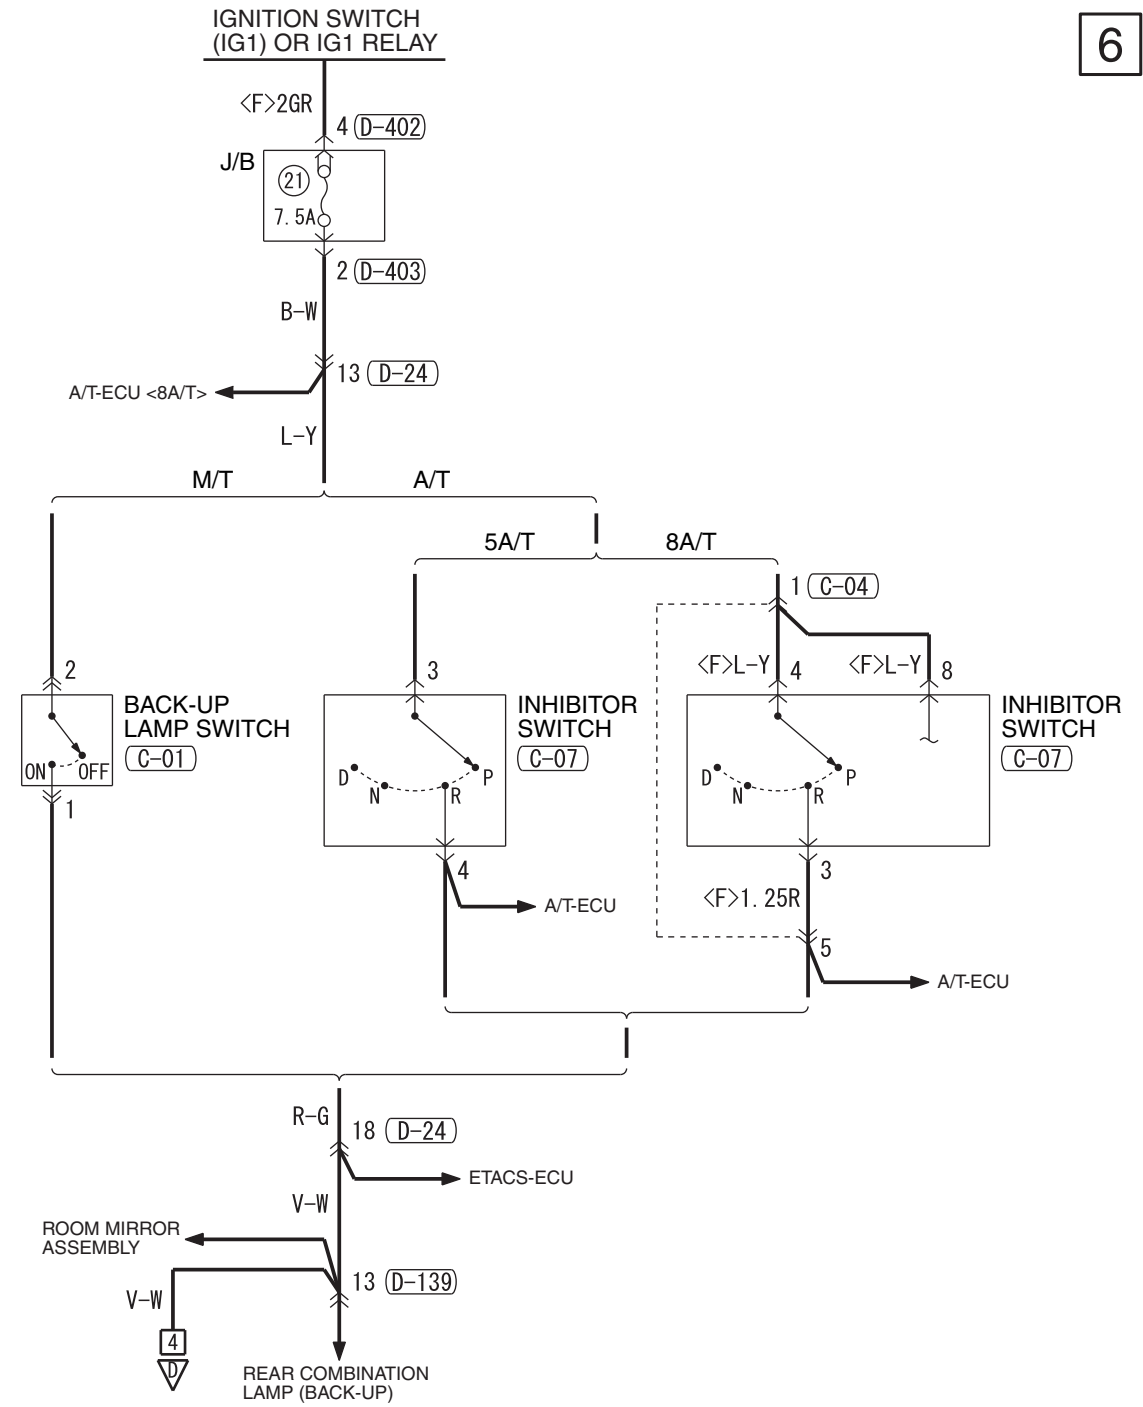 IGNITION SWITCH
(IG1) OR IG1 RELAY
6
<F>2GR
4 D-402
J/B
21
7.5A
2 D-403
B-W
13 D-24
A/T-ECU <8A/T>
L-Y
M/T
A/T
5A/T
8A/T
1 C-04
<F>L-Y
4
<F>L-Y
8
2
BACK-UP
LAMP SWITCH
C-01
ON
OFF
1
3
INHIBITOR
SWITCH
C-07
D
N
R
P
4
A/T-ECU
INHIBITOR
SWITCH
C-07
D
N
R
P
3
<F>1.25R
5
A/T-ECU
R-G
18 D-24
ETACS-ECU
V-W
ROOM MIRROR
ASSEMBLY
13 D-139
V-W
4
D
REAR COMBINATION
LAMP (BACK-UP)